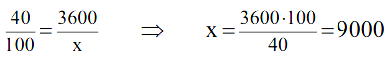 40/100 = 3600/x ⇒ x = 3600·100/40 = 9000